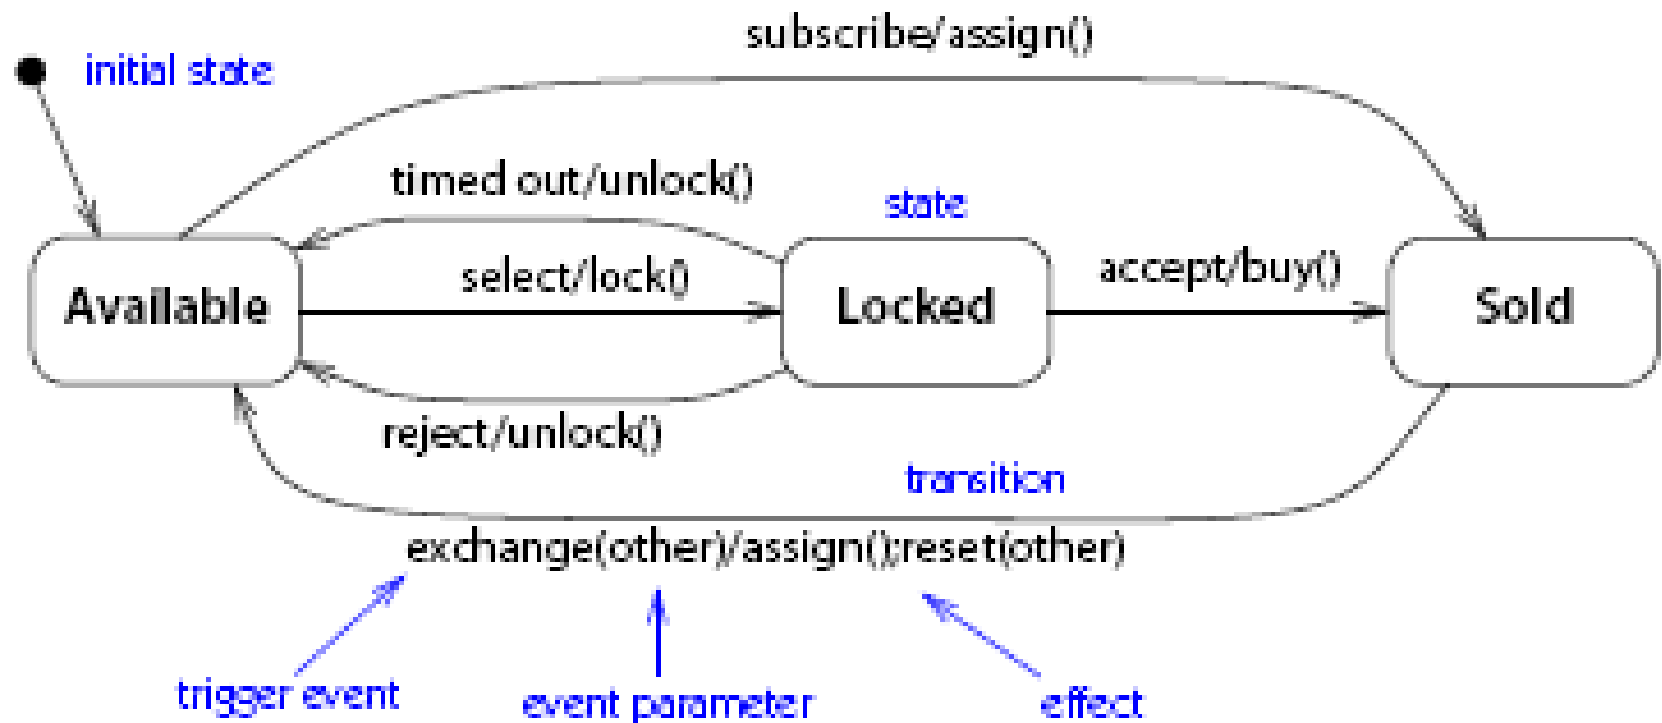 subscribe/assign()
initial state
timed out/unlock()
state
select/lock()
accept/buy()
Available
Locked
Sold
reject/unlock()
transition
exchange(other)/assign();reset(other)
trigger event
event parameter
effect